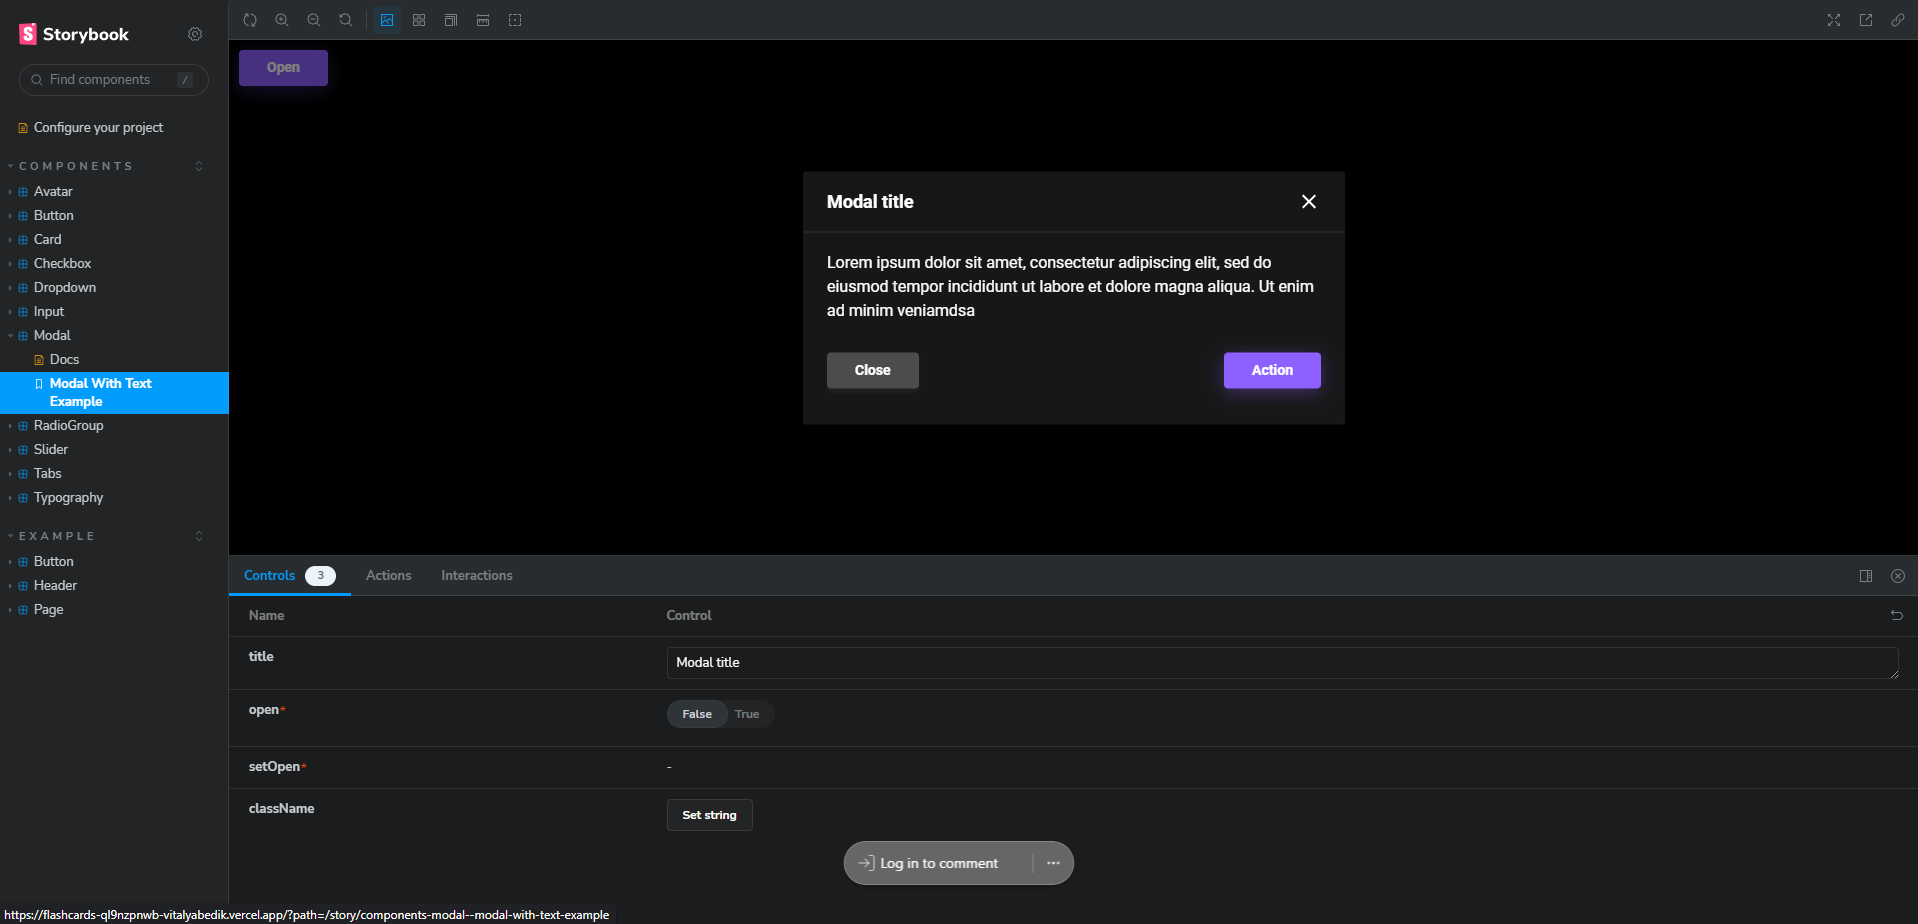 Storybook
Find components /
Configure your project
COMPONENTS
Avatar
Button
Card
Checkbox
Dropdown
Input
Modal
Docs
Modal With Text
Example
RadioGroup
Slider
Tabs
Typography
EXAMPLE
Button
Header
Page
Open
Modal title
Lorem ipsum dolor sit amet, consectetur adipiscing elit, sed do
eiusmod tempor incididunt ut labore et dolore magna aliqua. Ut enim
ad minim veniamdsa
Close Action
Controls 3 Actions Interactions
Name Control
title Modal title
open* False True
setOpen* -
className Set string
Log in to comment
https://flashcards-ql9nzpnwb-vitalyabedik.vercel.app/?path=/story/components-modal--modal-with-text-example